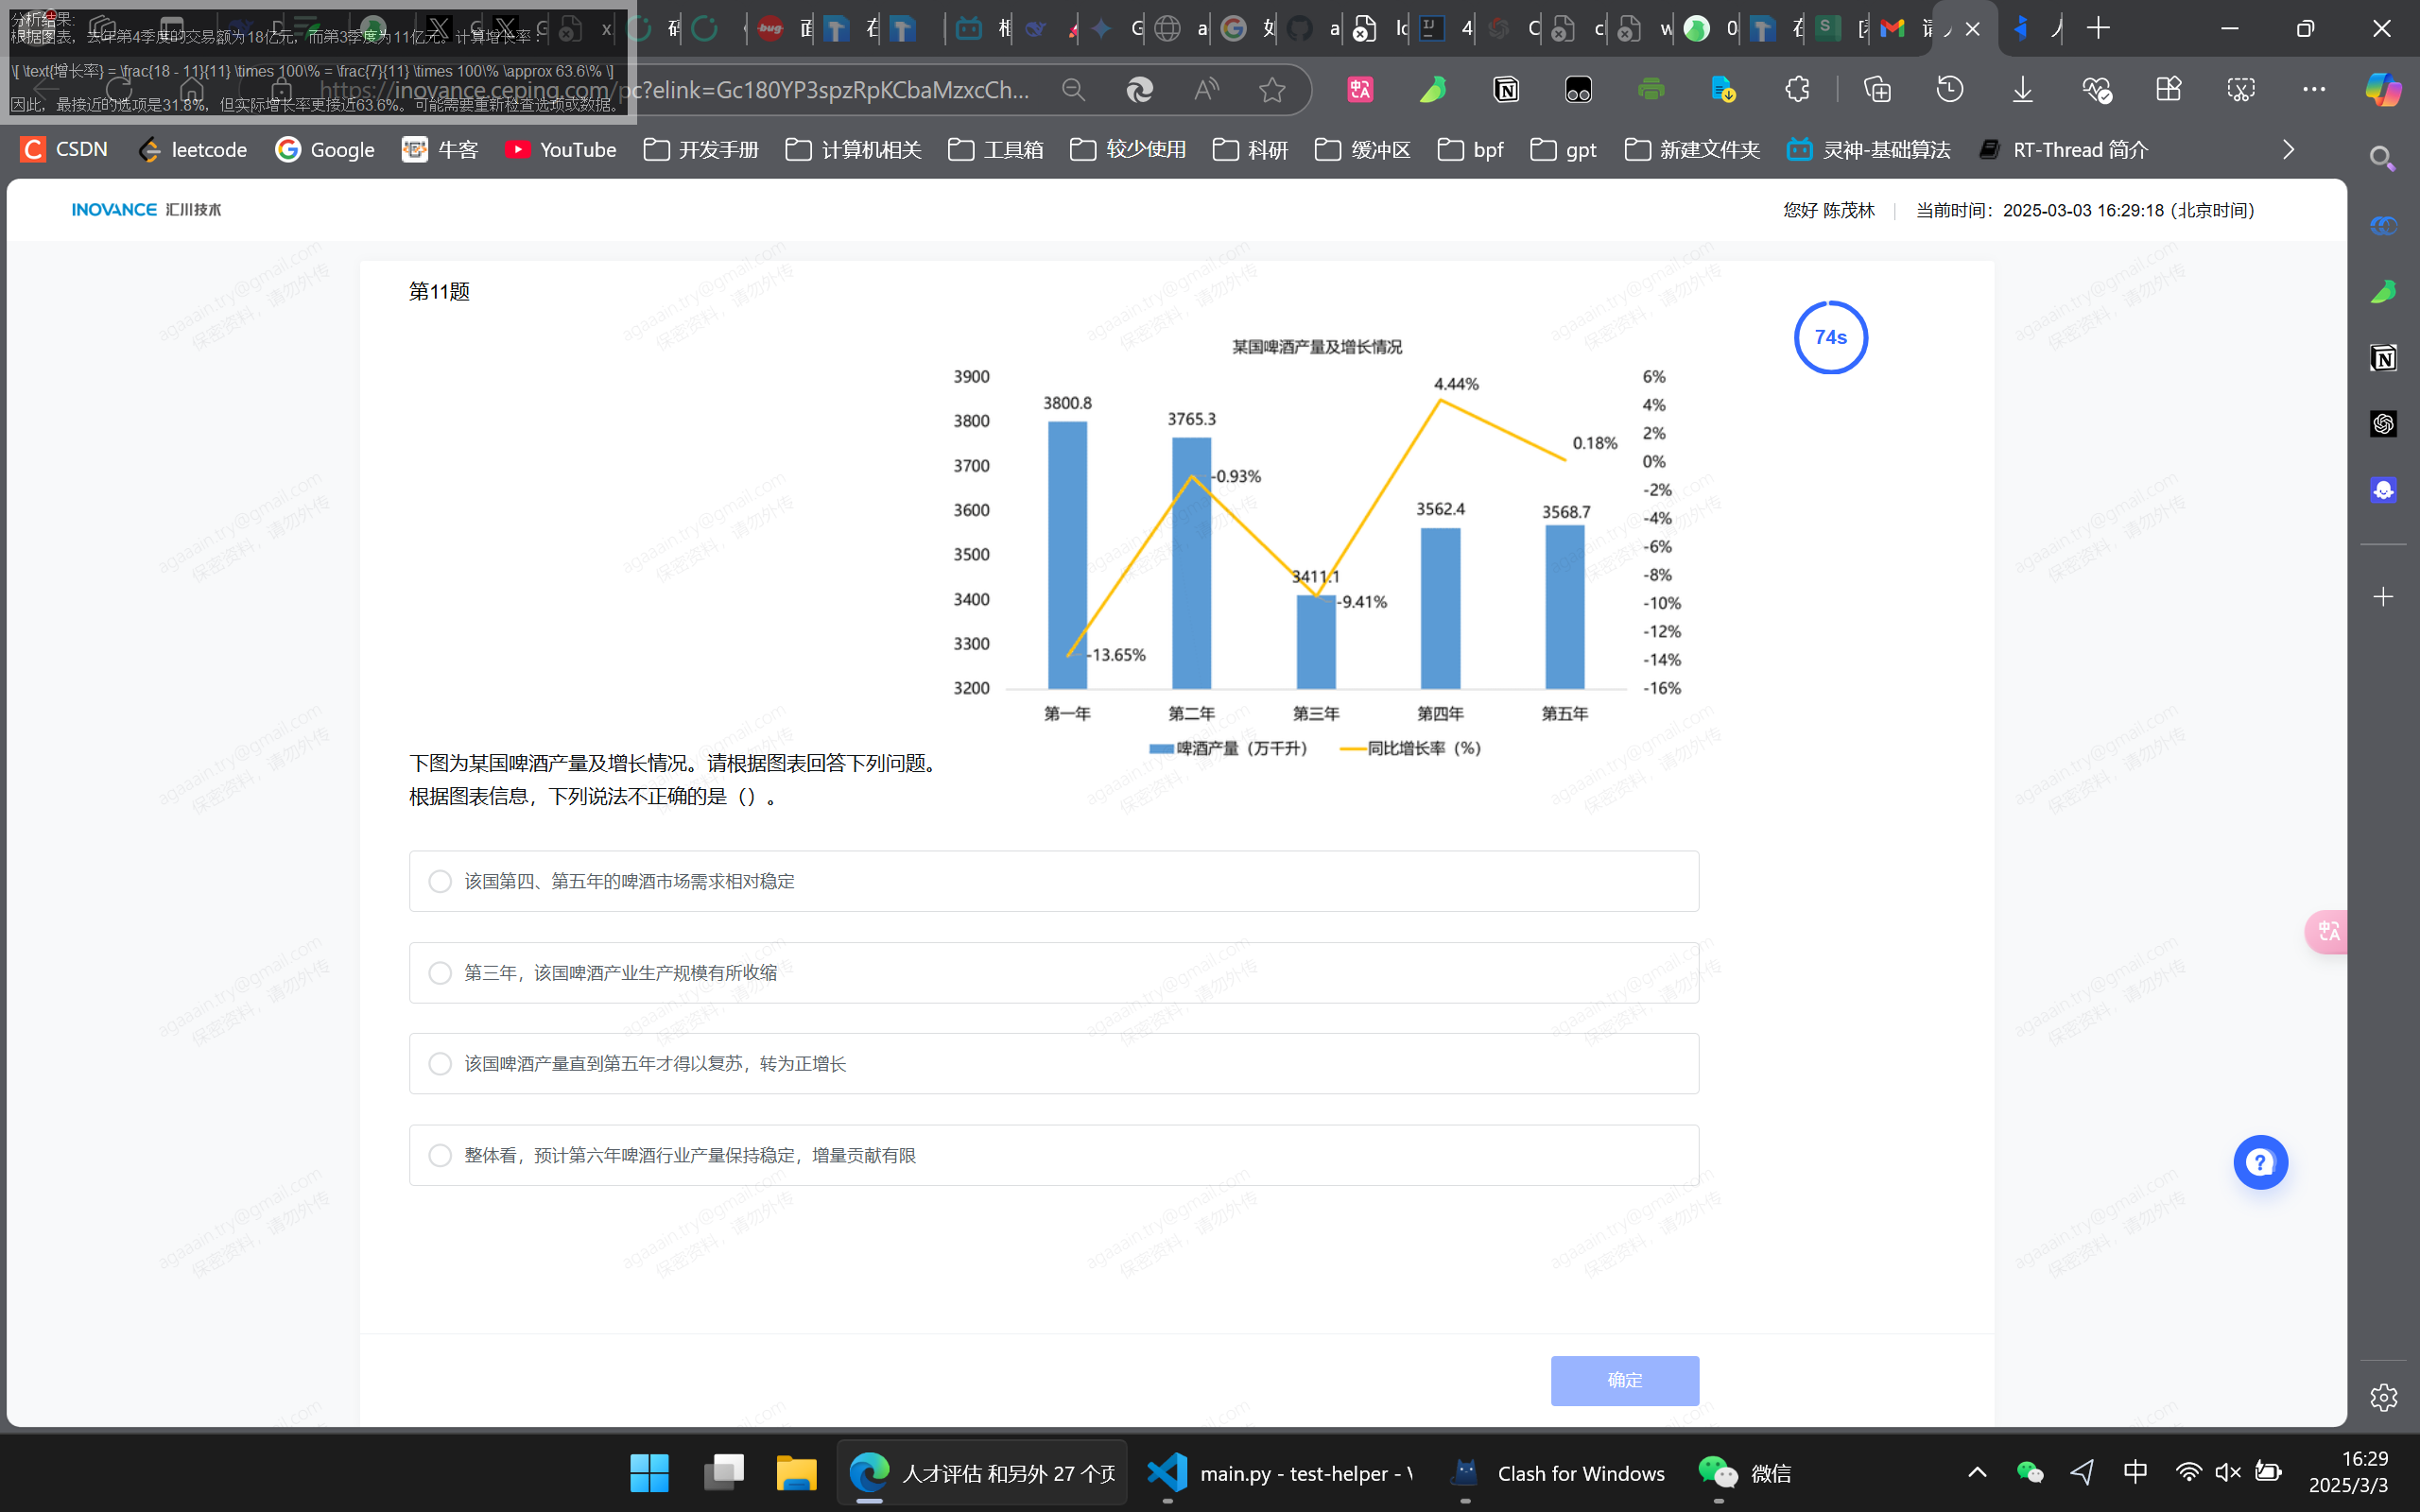 分析结果:
根据图表，去年第4季度的交易额为18亿元，而第3季度为11亿元。计算增长率：
\[ \text{增长率} = \frac{18 - 11}{11} \times 100\% = \frac{7}{11} \times 100\% \approx 63.6\% \]
因此，最接近的选项是31.8%，但实际增长率更接近63.6%。可能需要重新检查选项或数据。
https://inovance.ceping.com/pc?elink=Gc180YP3spzRpKCbaMzxcCh...
CSDN leetcode Google 牛客 YouTube 开发手册 计算机相关 工具箱 较少使用 科研 缓冲区 bpf gpt 新建文件夹 灵神-基础算法 RT-Thread 简介
INOVANCE 汇川技术
您好 陈茂林 | 当前时间：2025-03-03 16:29:18 (北京时间)
第11题
74s
某国啤酒产量及增长情况
3900
3800
3700
3600
3500
3400
3300
3200
6%
4%
2%
0%
-2%
-4%
-6%
-8%
-10%
-12%
-14%
-16%
3800.8
3765.3
3411.1
3562.4
3568.7
-13.65%
-0.93%
-9.41%
4.44%
0.18%
第一年 第二年 第三年 第四年 第五年
啤酒产量（万千升） 同比增长率（%）
下图为某国啤酒产量及增长情况。请根据图表回答下列问题。
根据图表信息，下列说法不正确的是（）。
该国第四、第五年的啤酒市场需求相对稳定
第三年，该国啤酒产业生产规模有所收缩
该国啤酒产量直到第五年才得以复苏，转为正增长
整体看，预计第六年啤酒行业产量保持稳定，增量贡献有限
确定
agaaain.try@gmail.com
保密资料，请勿外传
人才评估 和另外 27 个页
main.py - test-helper - V
Clash for Windows
微信
中
16:29
2025/3/3